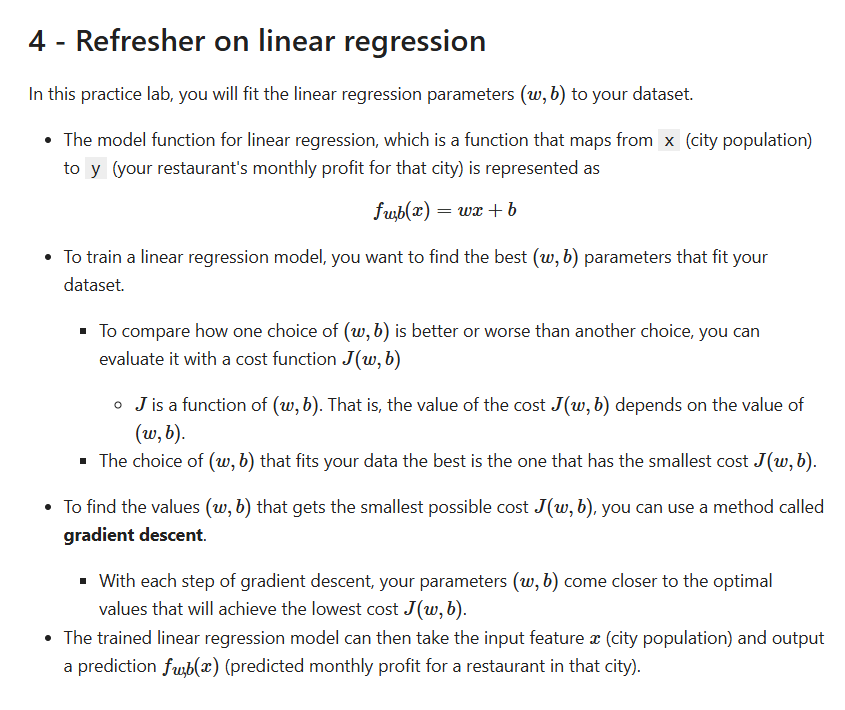 4 - Refresher on linear regression
In this practice lab, you will fit the linear regression parameters (w, b) to your dataset.
• The model function for linear regression, which is a function that maps from x (city population)
to y (your restaurant's monthly profit for that city) is represented as
f_{w,b}(x) = wx + b
• To train a linear regression model, you want to find the best (w, b) parameters that fit your
dataset.
▪ To compare how one choice of (w, b) is better or worse than another choice, you can
evaluate it with a cost function J(w, b)
◦ J is a function of (w, b). That is, the value of the cost J(w, b) depends on the value of
(w, b).
▪ The choice of (w, b) that fits your data the best is the one that has the smallest cost J(w, b).
• To find the values (w, b) that gets the smallest possible cost J(w, b), you can use a method called
gradient descent.
▪ With each step of gradient descent, your parameters (w, b) come closer to the optimal
values that will achieve the lowest cost J(w, b).
• The trained linear regression model can then take the input feature x (city population) and output
a prediction f_{w,b}(x) (predicted monthly profit for a restaurant in that city).